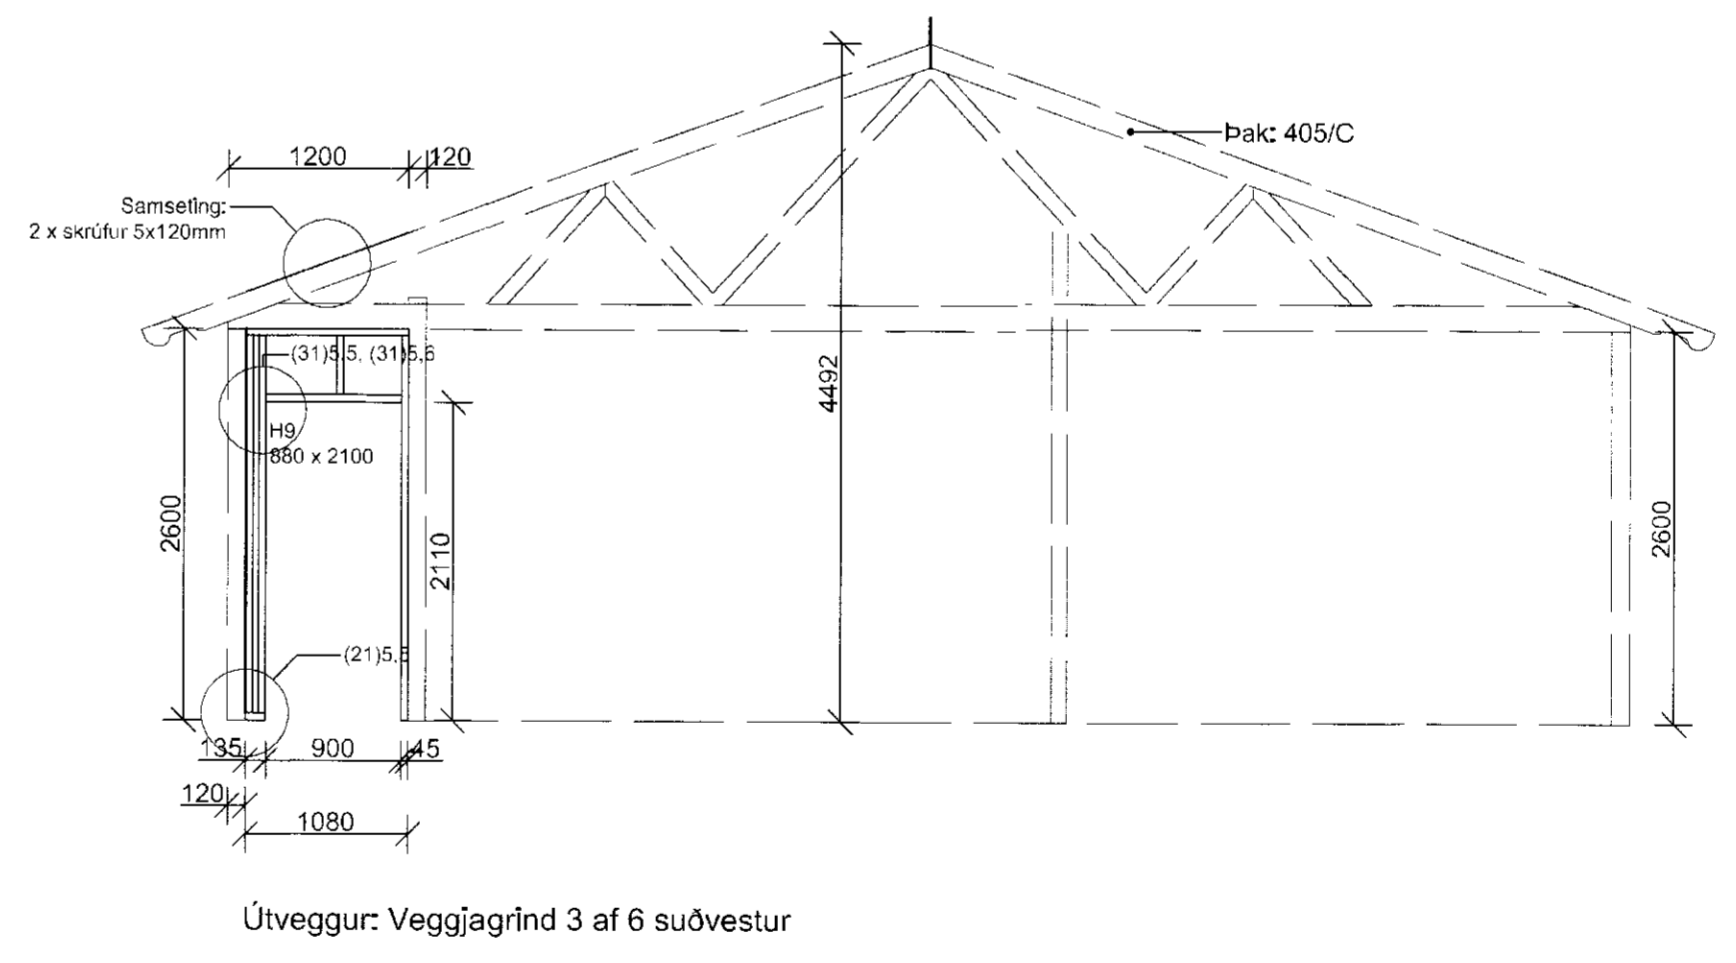 4492
Þak: 405/C
1200
120
Samseting:
2 x skrúfur 5x120mm
(31)5,5, (31)5,6
H9
880 x 2100
2600
2110
2600
(21)5,5
135
900
45
120
1080
Útveggur: Veggjagrind 3 af 6 suðvestur